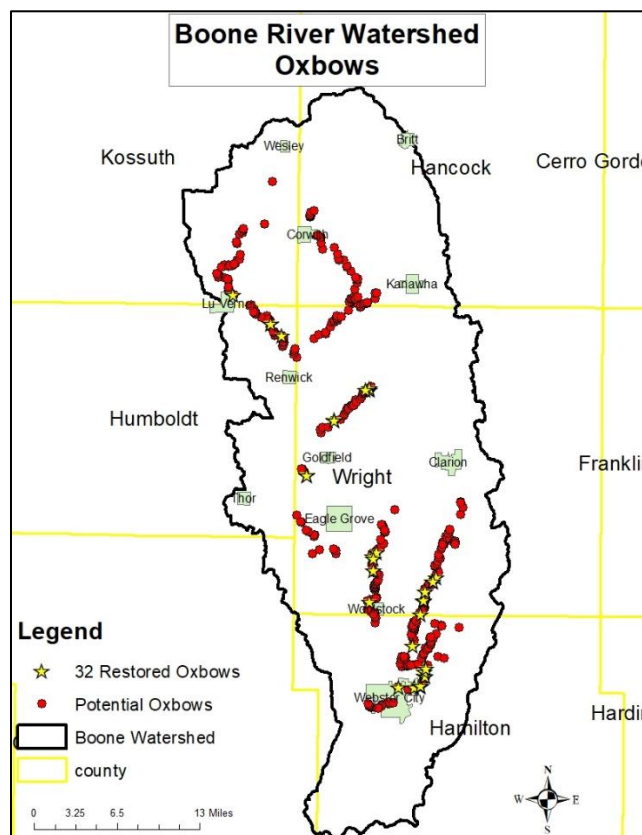 Boone River Watershed
Oxbows
Wesley
Britt
Kossuth
Hancock
Cerro Gordo
Corwith
Kanawha
Lu Verne
Renwick
Humboldt
Goldfield
Clarion
Franklin
Wright
Thor
Eagle Grove
Woolstock
Legend
32 Restored Oxbows
Potential Oxbows
Boone Watershed
county
Webster City
Hamilton
Hardin
0 3.25 6.5 13 Miles
N
W E
S